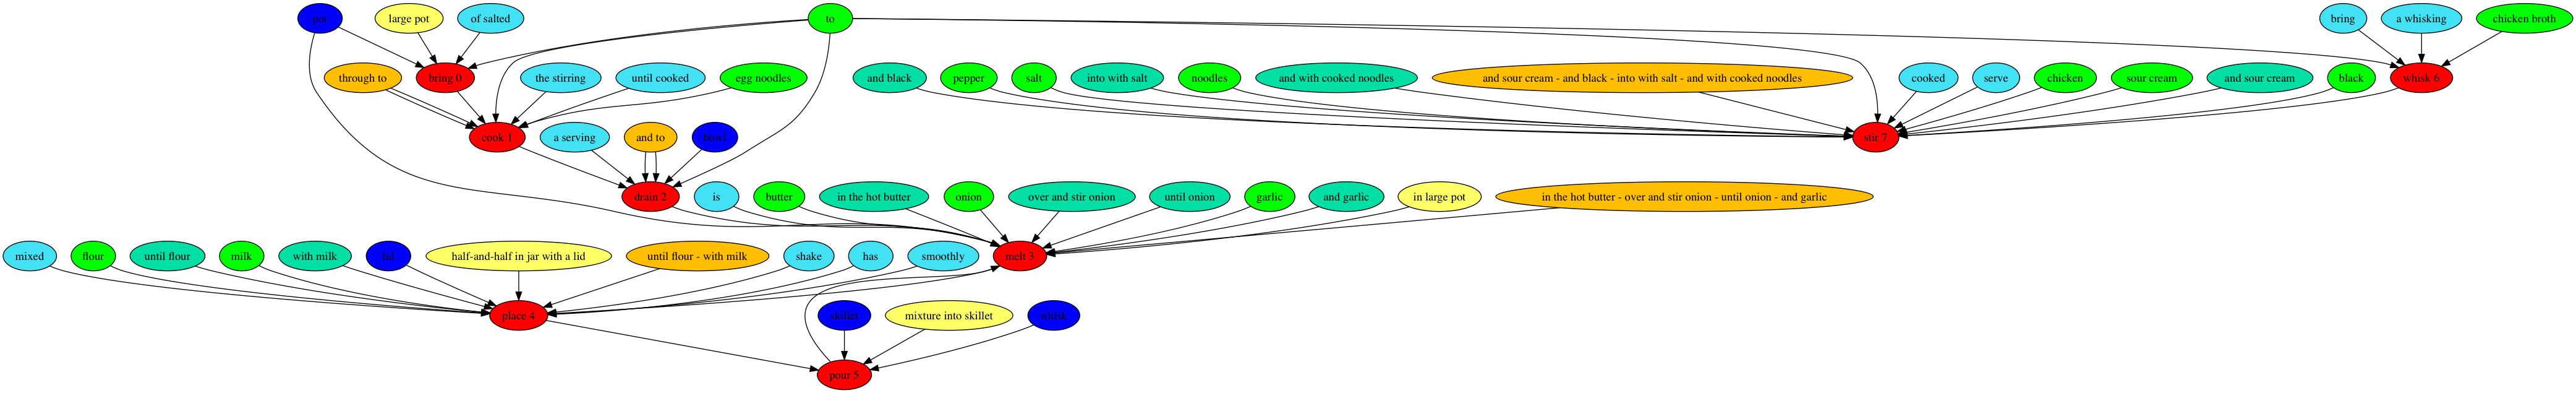 pot
large pot
of salted
to
bring
a whisking
chicken broth
through to
bring 0
the stirring
until cooked
egg noodles
and black
pepper
salt
into with salt
noodles
and with cooked noodles
and sour cream - and black - into with salt - and with cooked noodles
cooked
serve
chicken
sour cream
and sour cream
black
whisk 6
cook 1
a serving
and to
bowl
stir 7
drain 2
is
butter
in the hot butter
onion
over and stir onion
until onion
garlic
and garlic
in large pot
in the hot butter - over and stir onion - until onion - and garlic
mixed
flour
until flour
milk
with milk
lid
half-and-half in jar with a lid
until flour - with milk
shake
has
smoothly
melt 3
place 4
skillet
mixture into skillet
whisk
pour 5